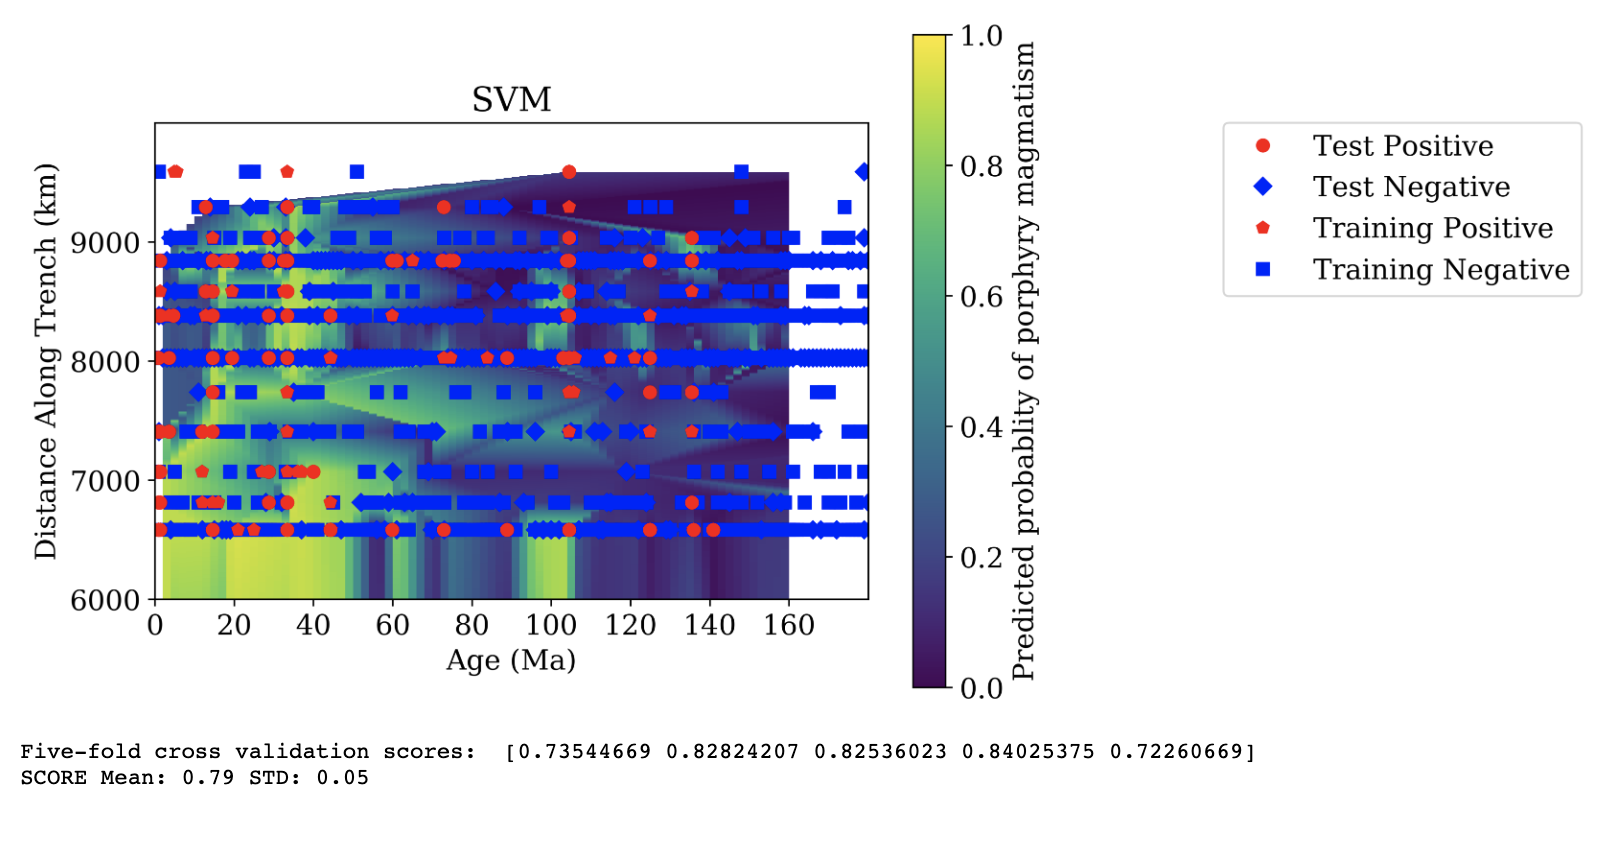 SVM
Distance Along Trench (km)
9000
8000
7000
6000
0 20 40 60 80 100 120 140 160
Age (Ma)
1.0
0.8
0.6
0.4
0.2
0.0
Predicted probablity of porphyry magmatism
Test Positive
Test Negative
Training Positive
Training Negative
Five-fold cross validation scores:  [0.73544669 0.82824207 0.82536023 0.84025375 0.72260669]
SCORE Mean: 0.79 STD: 0.05